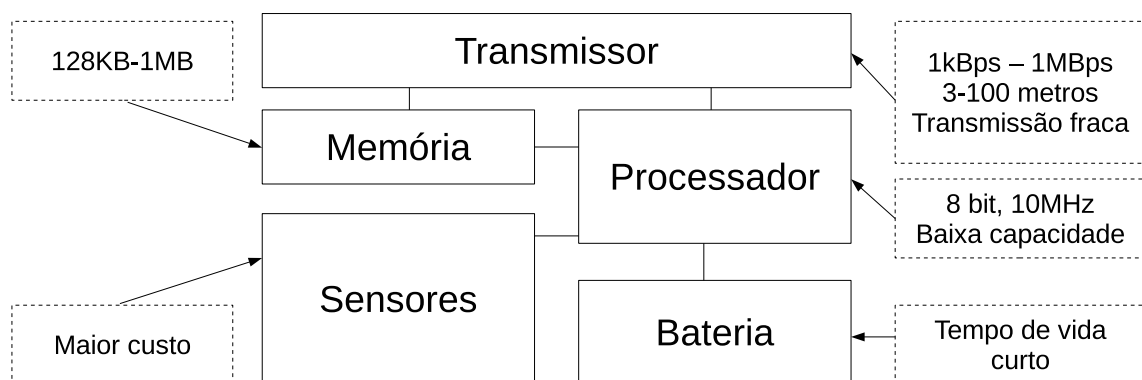 128KB-1MB
Transmissor
1kBps – 1MBps
3-100 metros
Transmissão fraca
Memória
Processador
8 bit, 10MHz
Baixa capacidade
Sensores
Maior custo
Bateria
Tempo de vida
curto